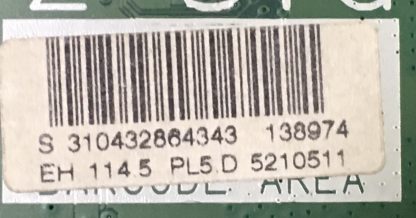 S 310432864343 138974
EH 114.5 PL5.D 5210511
BARCODE AREA